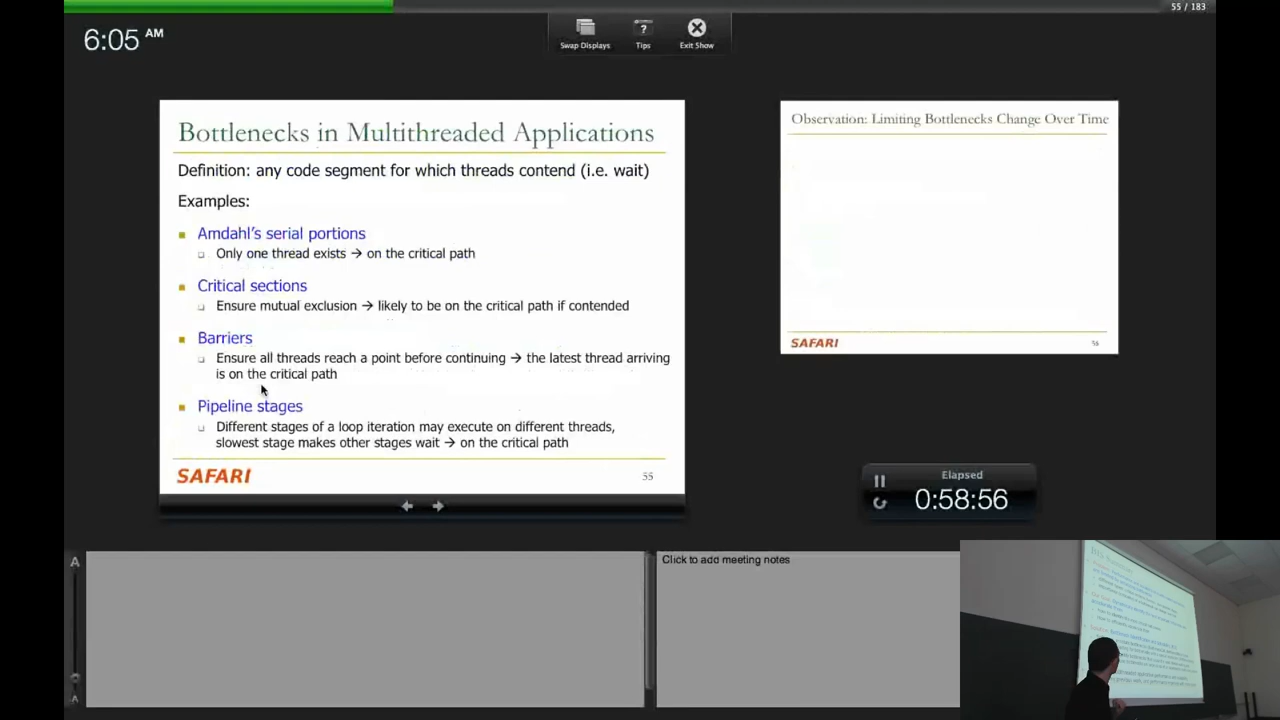 55 / 183
6:05 AM
Swap Displays
Tips
Exit Show
Bottlenecks in Multithreaded Applications
Definition: any code segment for which threads contend (i.e. wait)
Examples:
Amdahl's serial portions
Only one thread exists → on the critical path
Critical sections
Ensure mutual exclusion → likely to be on the critical path if contended
Barriers
Ensure all threads reach a point before continuing → the latest thread arriving
is on the critical path
Pipeline stages
Different stages of a loop iteration may execute on different threads,
slowest stage makes other stages wait → on the critical path
SAFARI
55
Observation: Limiting Bottlenecks Change Over Time
SAFARI
56
Elapsed
0:58:56
A
A
Click to add meeting notes